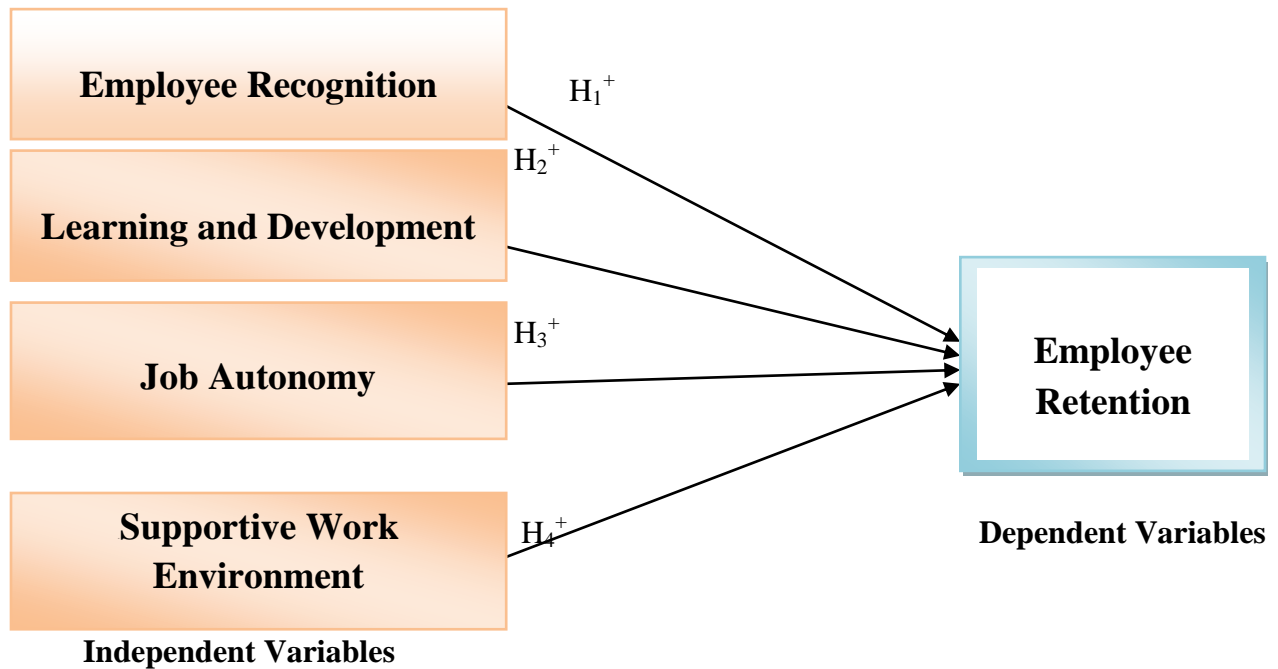 Employee Recognition
H₁⁺
Learning and Development
H₂⁺
Job Autonomy
H₃⁺
Supportive Work
Environment
H₄⁺
Independent Variables
Employee
Retention
Dependent Variables